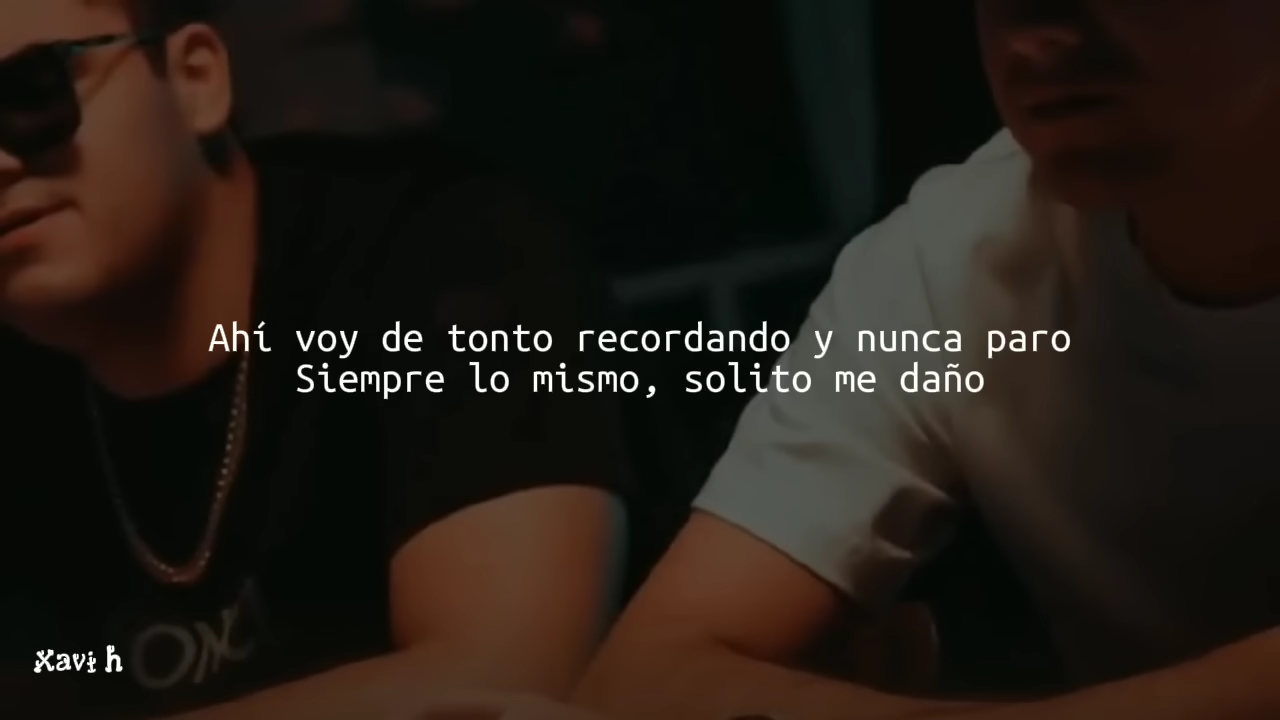 Ahí voy de tonto recordando y nunca paro
Siempre lo mismo, solito me daño
Xavi h